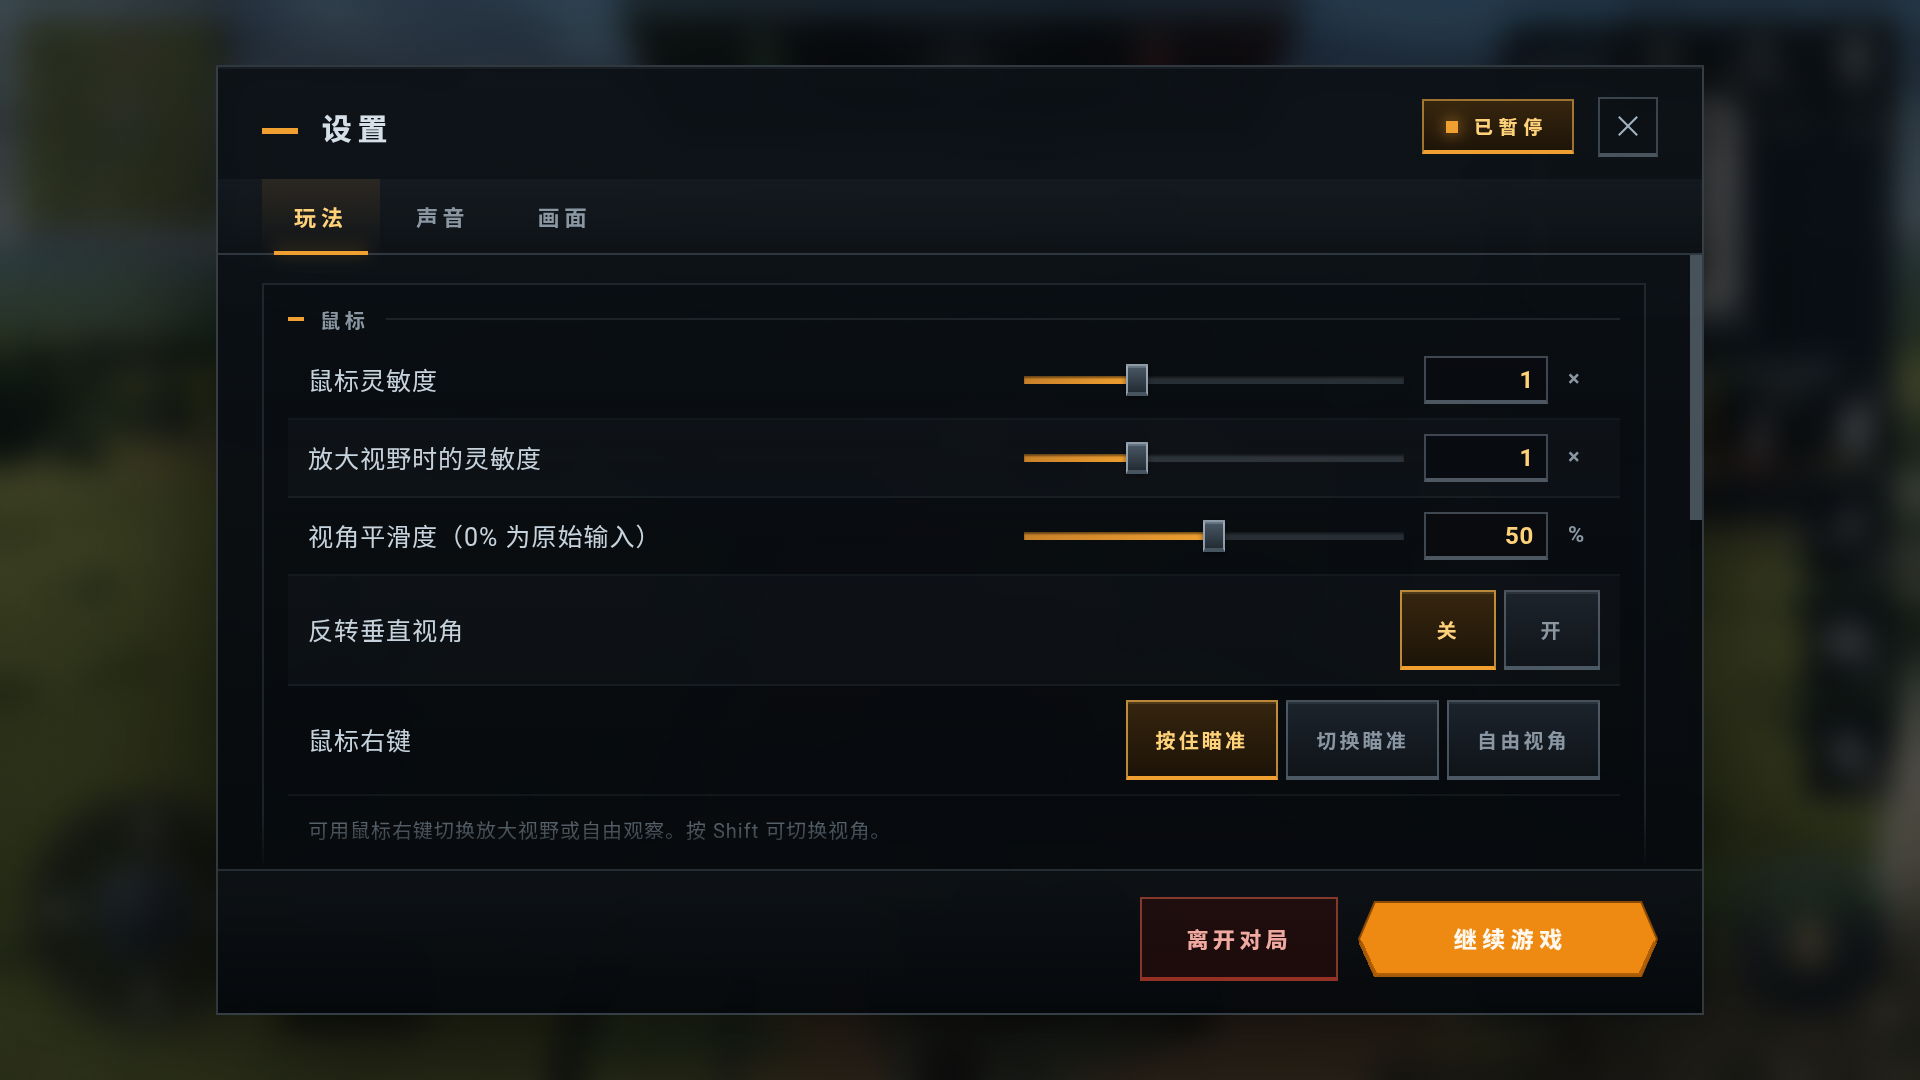 设置
已暂停
玩法
声音
画面
鼠标
鼠标灵敏度
1 ×
放大视野时的灵敏度
1 ×
视角平滑度（0% 为原始输入）
50 %
反转垂直视角
关
开
鼠标右键
按住瞄准
切换瞄准
自由视角
可用鼠标右键切换放大视野或自由观察。按 Shift 可切换视角。
离开对局
继续游戏